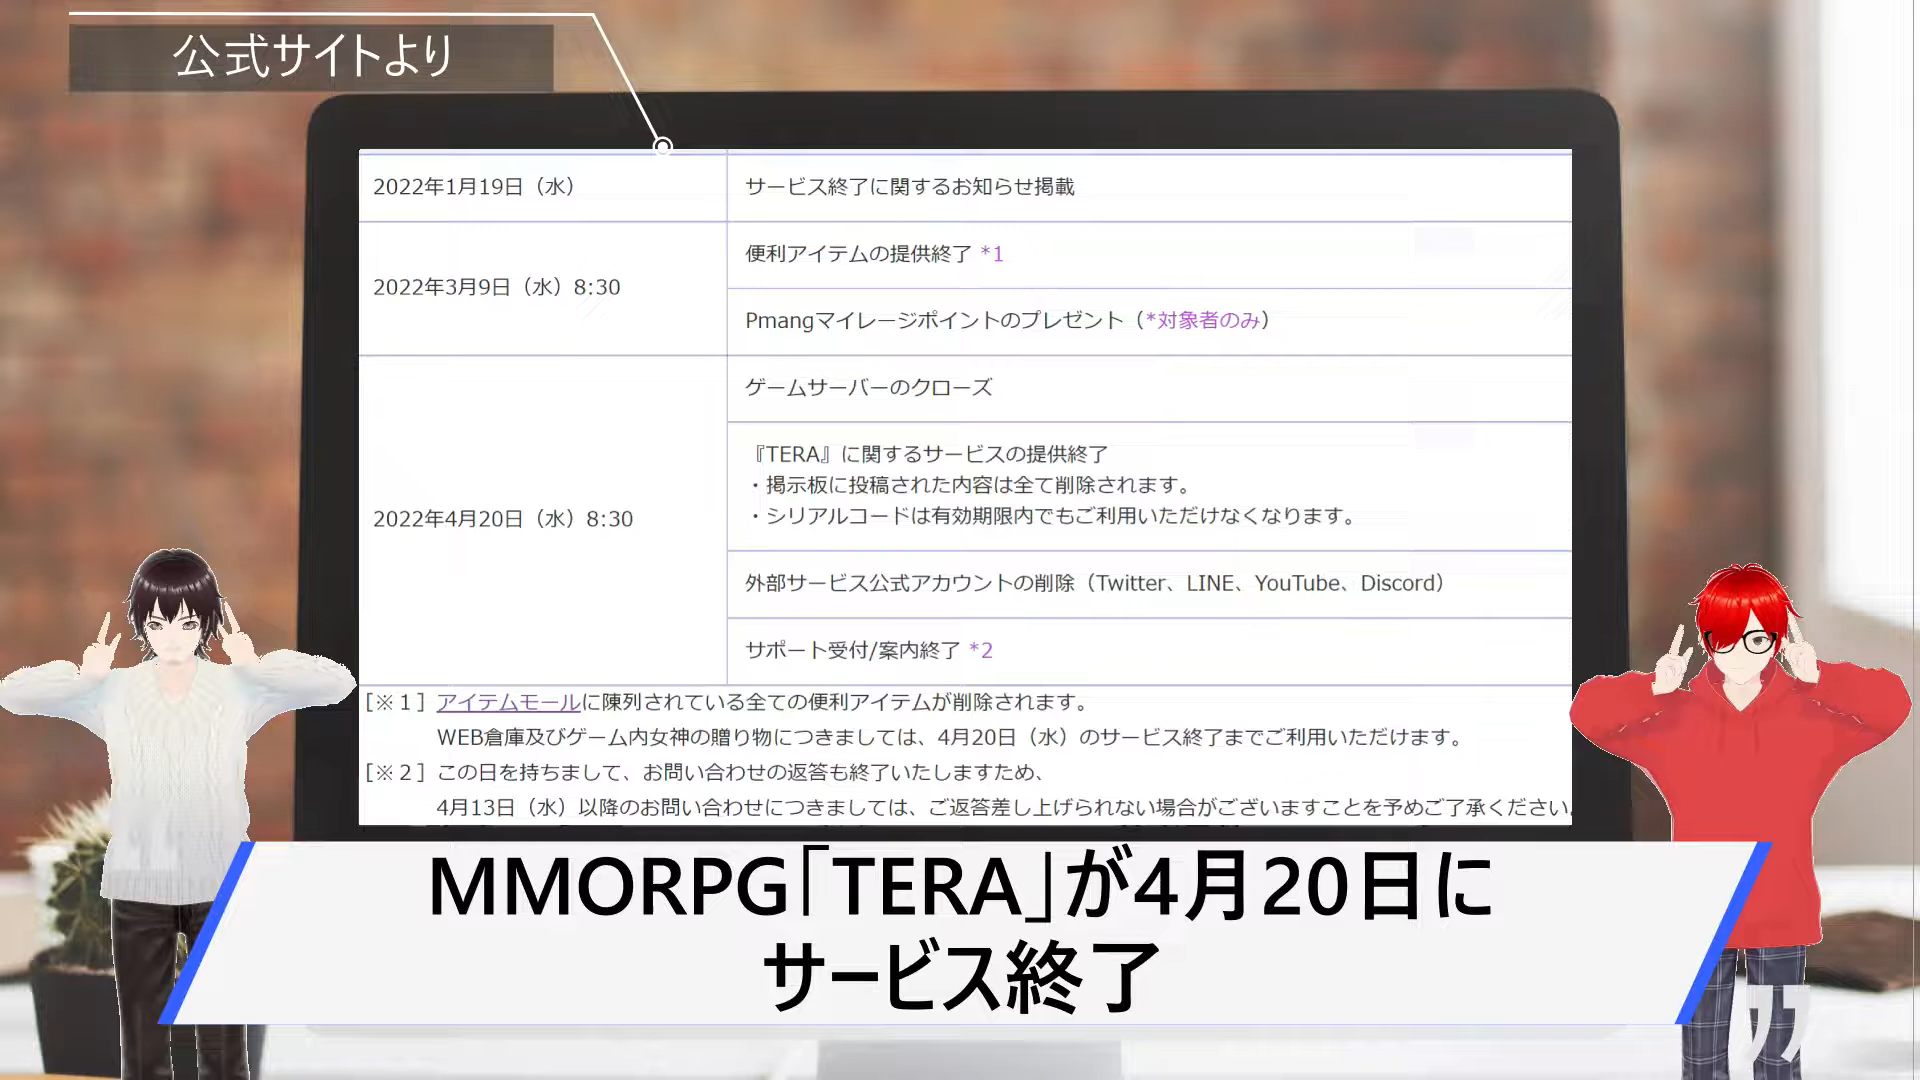 公式サイトより
2022年1月19日（水）
サービス終了に関するお知らせ掲載
2022年3月9日（水）8:30
便利アイテムの提供終了 *1
Pmangマイレージポイントのプレゼント（*対象者のみ）
2022年4月20日（水）8:30
ゲームサーバーのクローズ
『TERA』に関するサービスの提供終了
・掲示板に投稿された内容は全て削除されます。
・シリアルコードは有効期限内でもご利用いただけなくなります。
外部サービス公式アカウントの削除（Twitter、LINE、YouTube、Discord）
サポート受付/案内終了 *2
［※１］アイテムモールに陳列されている全ての便利アイテムが削除されます。
WEB倉庫及びゲーム内女神の贈り物につきましては、4月20日（水）のサービス終了までご利用いただけます。
［※２］この日を持ちまして、お問い合わせの返答も終了いたしますため、
4月13日（水）以降のお問い合わせにつきましては、ご返答差し上げられない場合がございますことを予めご了承ください。
MMORPG「TERA」が4月20日に
サービス終了